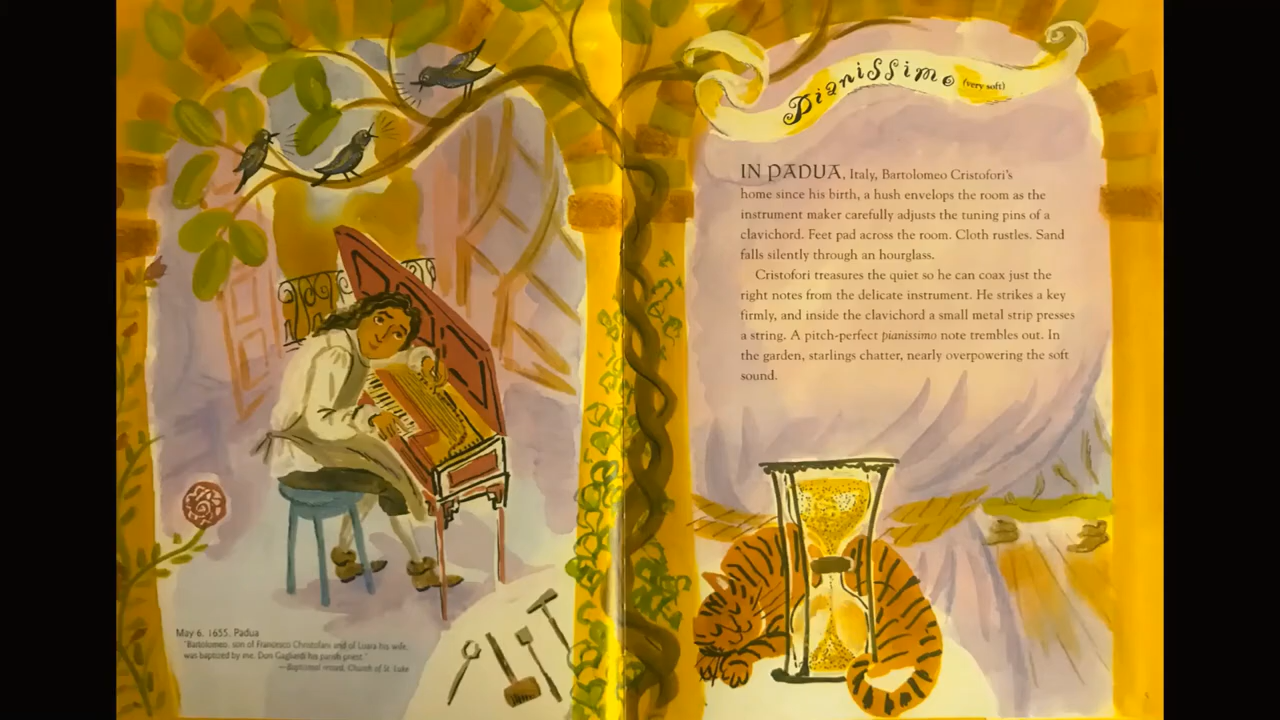 May 6, 1655, Padua
"Bartolomeo, son of Francesco Christofani and of Laura his wife,
was baptized by me, Don Gagliardi his parish priest."
—Baptismal record, Church of St. Luke
Pianissimo (very soft)
IN PADUA, Italy, Bartolomeo Cristofori's
home since his birth, a hush envelops the room as the
instrument maker carefully adjusts the tuning pins of a
clavichord. Feet pad across the room. Cloth rustles. Sand
falls silently through an hourglass.
Cristofori treasures the quiet so he can coax just the
right notes from the delicate instrument. He strikes a key
firmly, and inside the clavichord a small metal strip presses
a string. A pitch-perfect pianissimo note trembles out. In
the garden, starlings chatter, nearly overpowering the soft
sound.